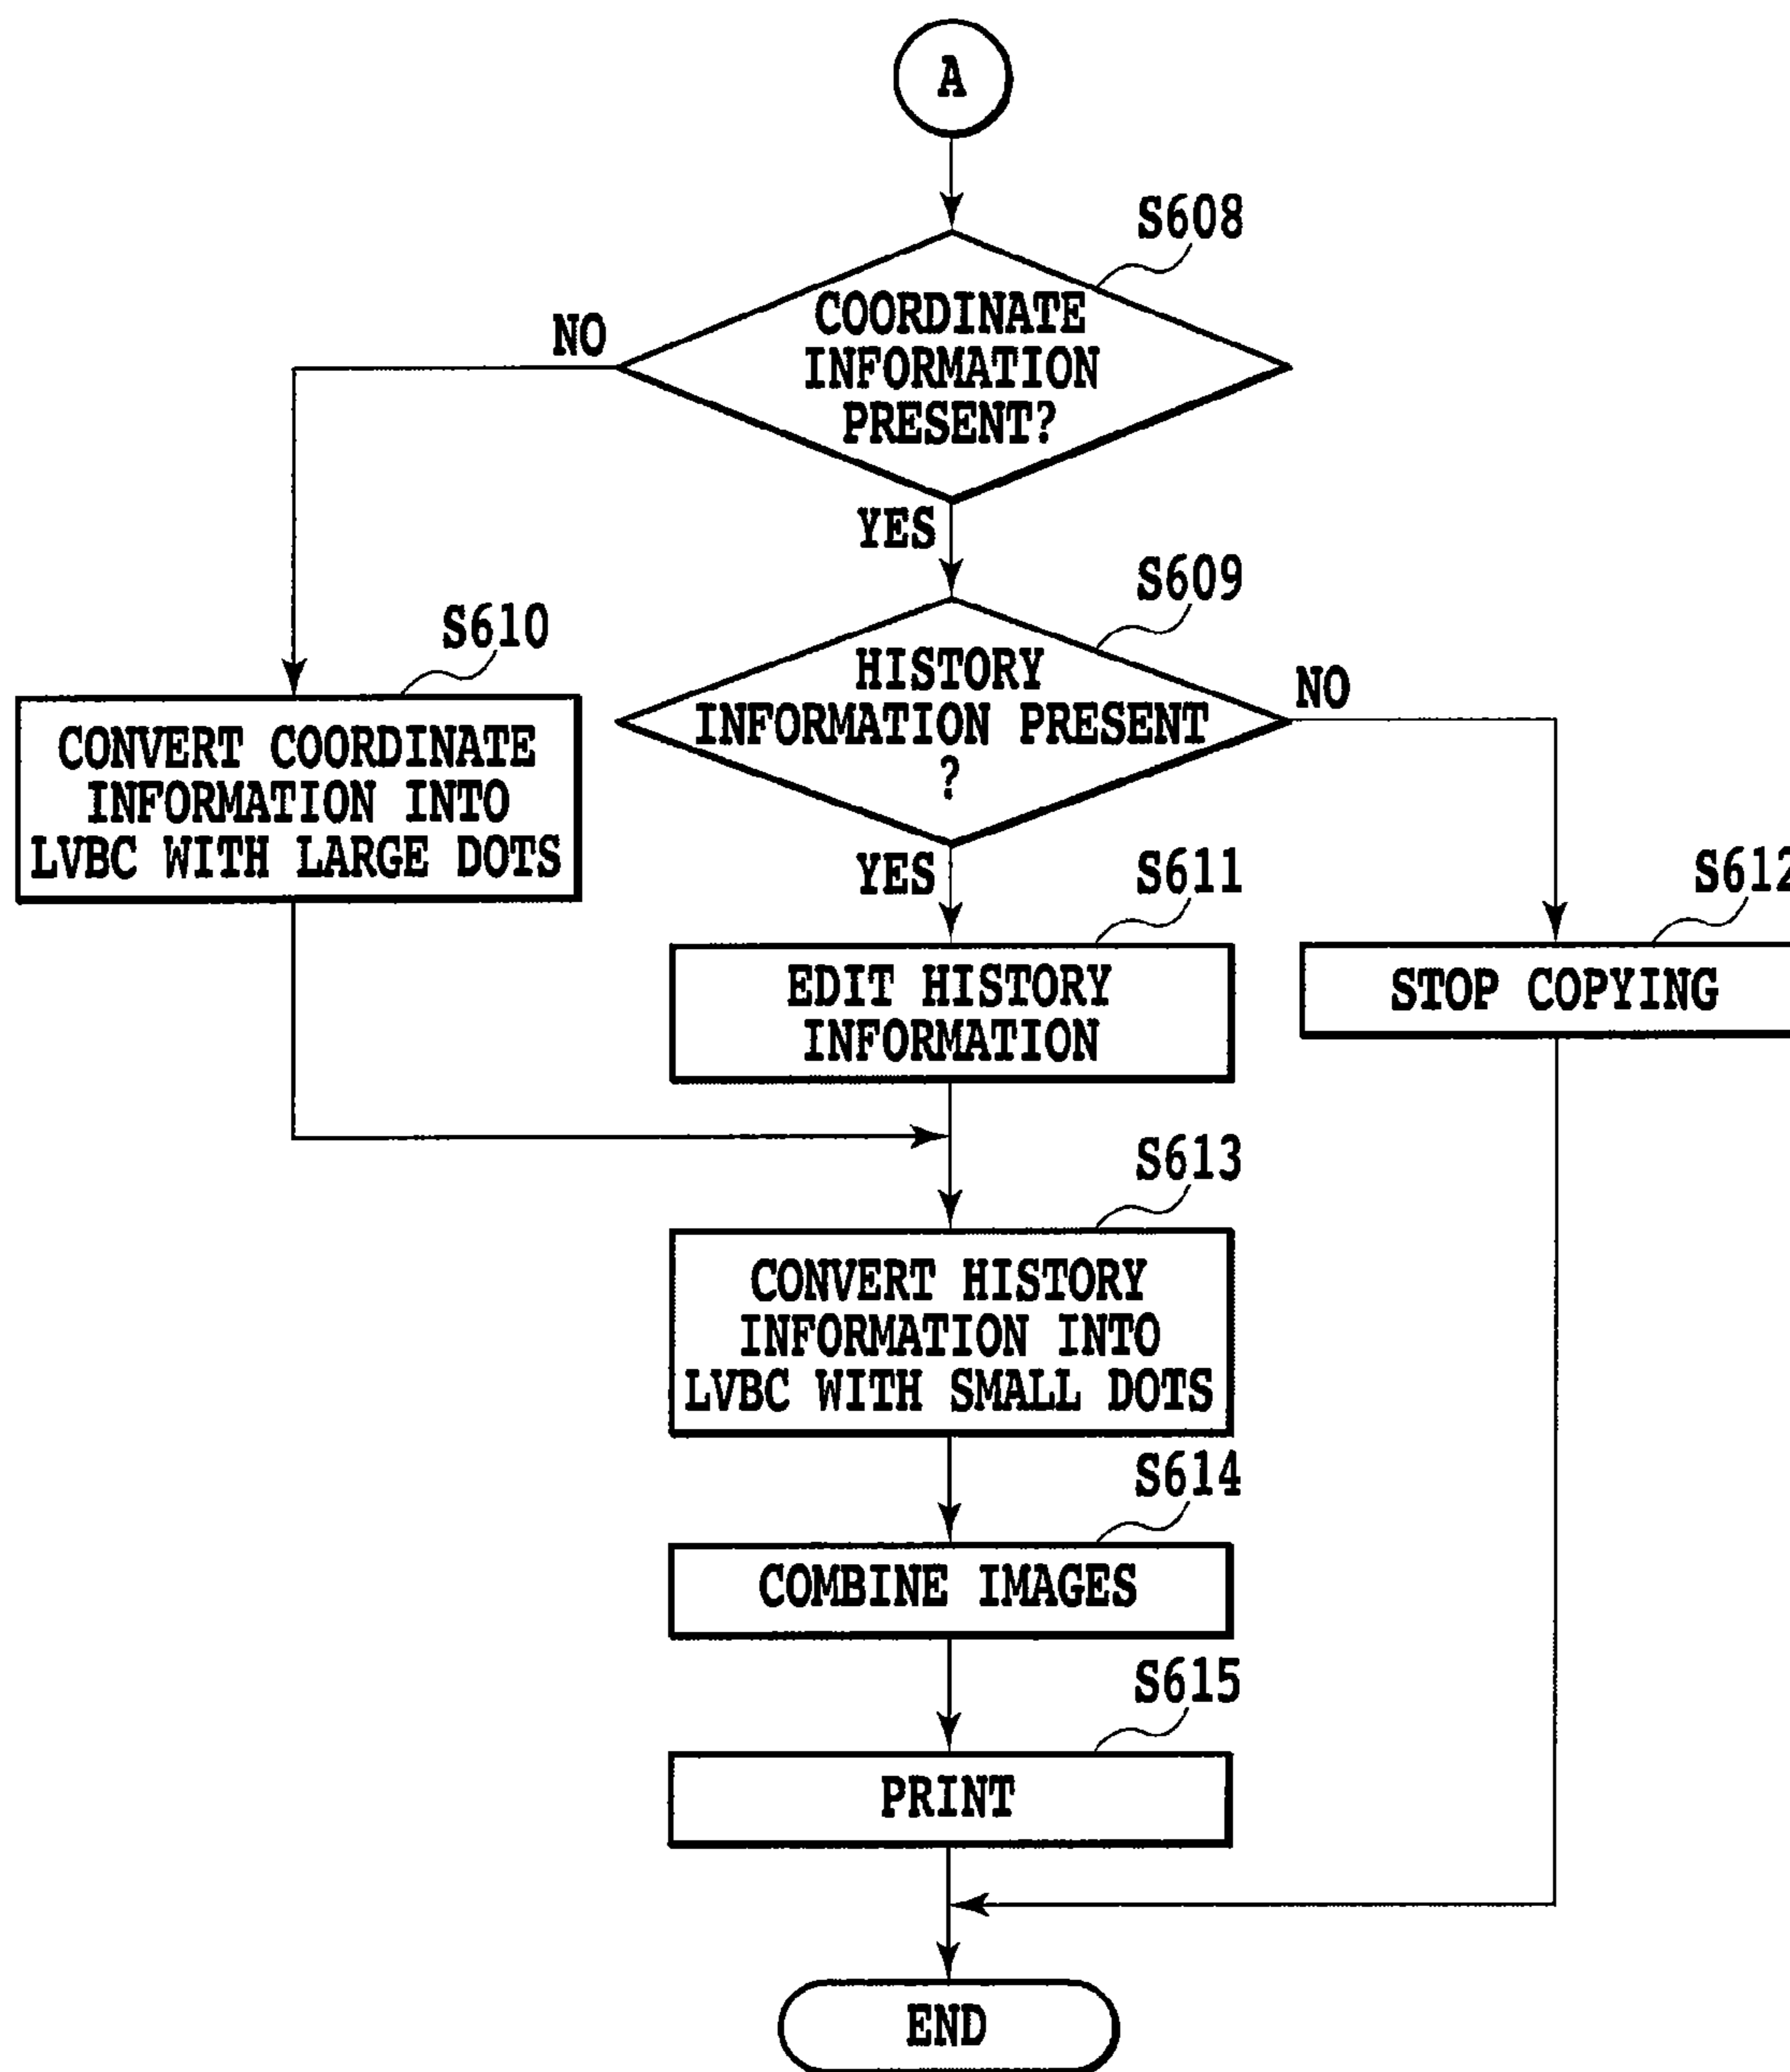 A
S608
COORDINATE
INFORMATION
PRESENT?
NO
YES
S609
HISTORY
INFORMATION PRESENT
?
NO
S610
CONVERT COORDINATE
INFORMATION INTO
LVBC WITH LARGE DOTS
YES
S611
EDIT HISTORY
INFORMATION
S612
STOP COPYING
S613
CONVERT HISTORY
INFORMATION INTO
LVBC WITH SMALL DOTS
S614
COMBINE IMAGES
S615
PRINT
END